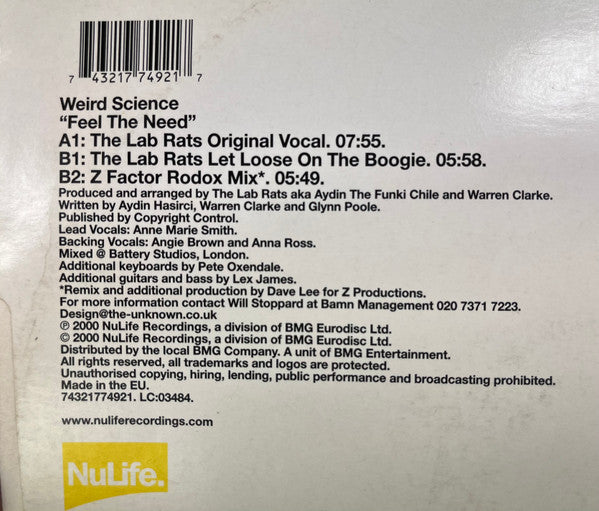 7 43217 74921 7
Weird Science
“Feel The Need”
A1: The Lab Rats Original Vocal. 07:55.
B1: The Lab Rats Let Loose On The Boogie. 05:58.
B2: Z Factor Rodox Mix*. 05:49.
Produced and arranged by The Lab Rats aka Aydin The Funki Chile and Warren Clarke.
Written by Aydin Hasirci, Warren Clarke and Glynn Poole.
Published by Copyright Control.
Lead Vocals: Anne Marie Smith.
Backing Vocals: Angie Brown and Anna Ross.
Mixed @ Battery Studios, London.
Additional keyboards by Pete Oxendale.
Additional guitars and bass by Lex James.
*Remix and additional production by Dave Lee for Z Productions.
For more information contact Will Stoppard at Bamn Management 020 7371 7223.
Design@the-unknown.co.uk
℗ 2000 NuLife Recordings, a division of BMG Eurodisc Ltd.
© 2000 NuLife Recordings, a division of BMG Eurodisc Ltd.
Distributed by the local BMG Company. A unit of BMG Entertainment.
All rights reserved, all trademarks and logos are protected.
Unauthorised copying, hiring, lending, public performance and broadcasting prohibited.
Made in the EU.
74321774921. LC:03484.
www.nuliferecordings.com
NuLife.